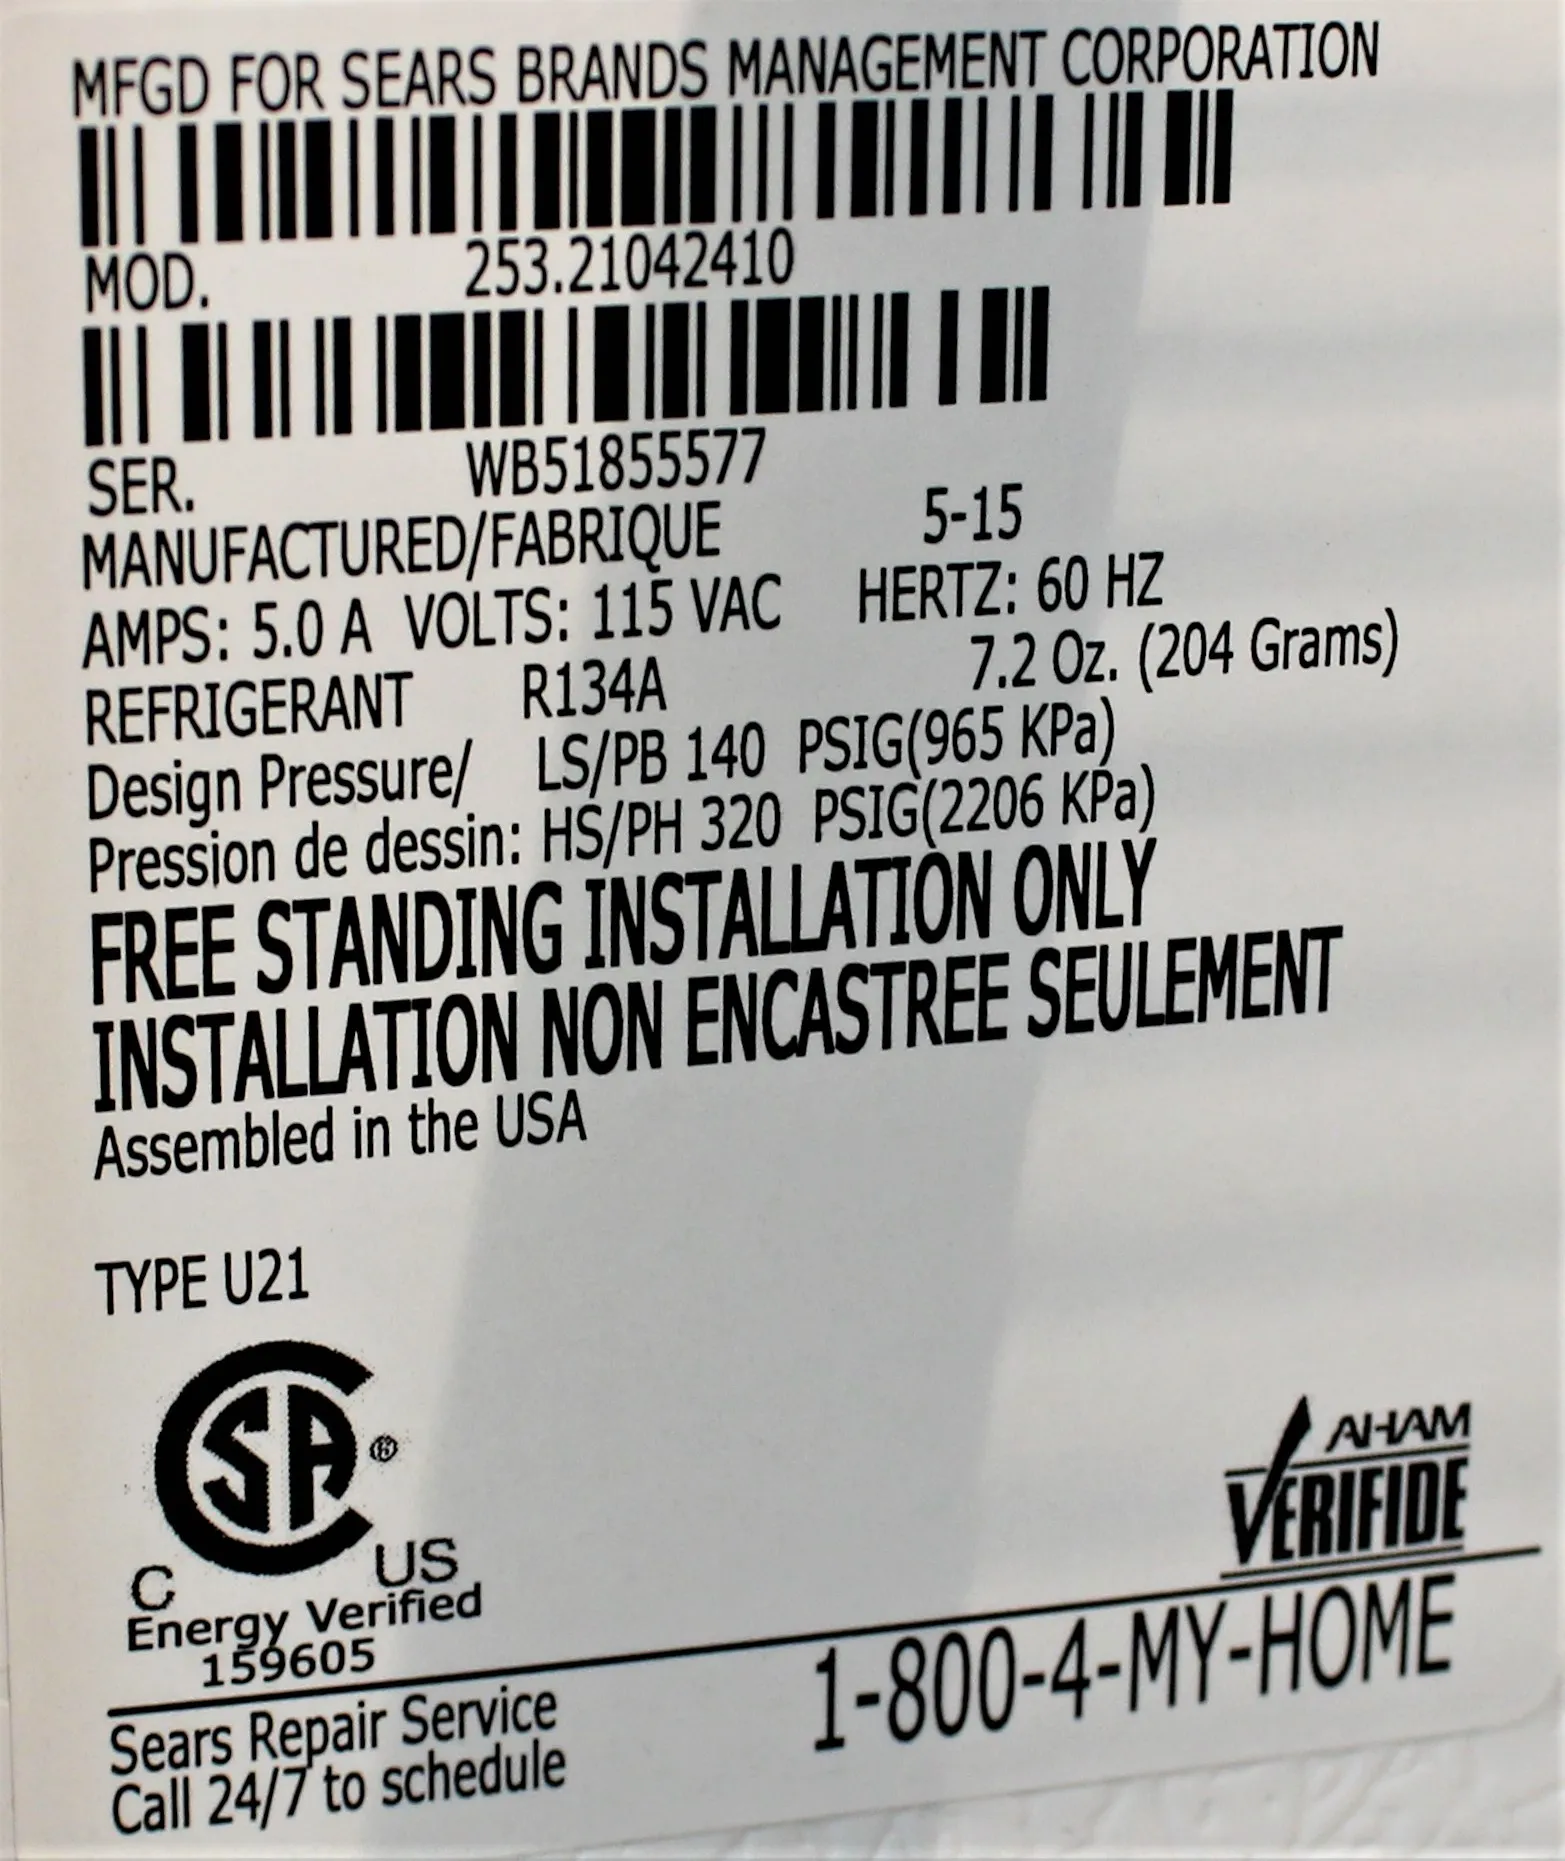 MFGD FOR SEARS BRANDS MANAGEMENT CORPORATION
MOD. 253.21042410
SER. WB51855577
MANUFACTURED/FABRIQUE 5-15
AMPS: 5.0 A VOLTS: 115 VAC HERTZ: 60 HZ
REFRIGERANT R134A 7.2 Oz. (204 Grams)
Design Pressure/ LS/PB 140 PSIG(965 KPa)
Pression de dessin: HS/PH 320 PSIG(2206 KPa)
FREE STANDING INSTALLATION ONLY
INSTALLATION NON ENCASTREE SEULEMENT
Assembled in the USA
TYPE U21
CSA®
C US
Energy Verified
159605
AHAM
VERIFIDE
Sears Repair Service
Call 24/7 to schedule
1-800-4-MY-HOME